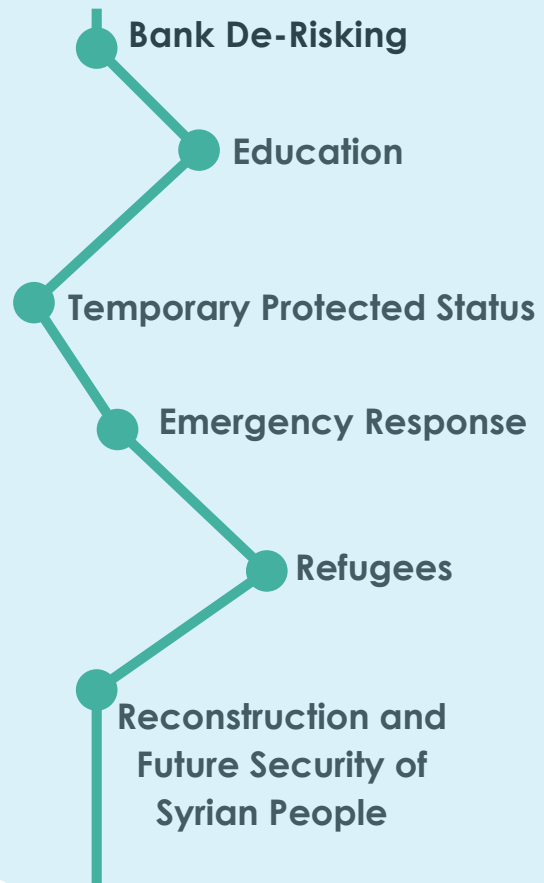 Bank De-Risking
Education
Temporary Protected Status
Emergency Response
Refugees
Reconstruction and
Future Security of
Syrian People